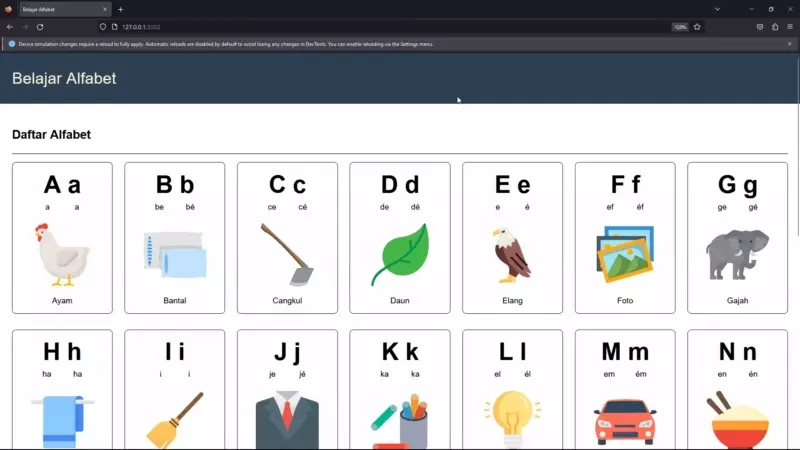 Belajar Alfabet
127.0.0.1:3002
120%
Device simulation changes require a reload to fully apply. Automatic reloads are disabled by default to avoid losing any changes in DevTools. You can enable reloading via the Settings menu.
Belajar Alfabet
Daftar Alfabet
A a B b C c D d E e F f G g
a a be bé ce cé de dé e é ef éf ge gé
Ayam Bantal Cangkul Daun Elang Foto Gajah
H h I i J j K k L l M m N n
ha ha i i je jé ka ka el él em ém en én